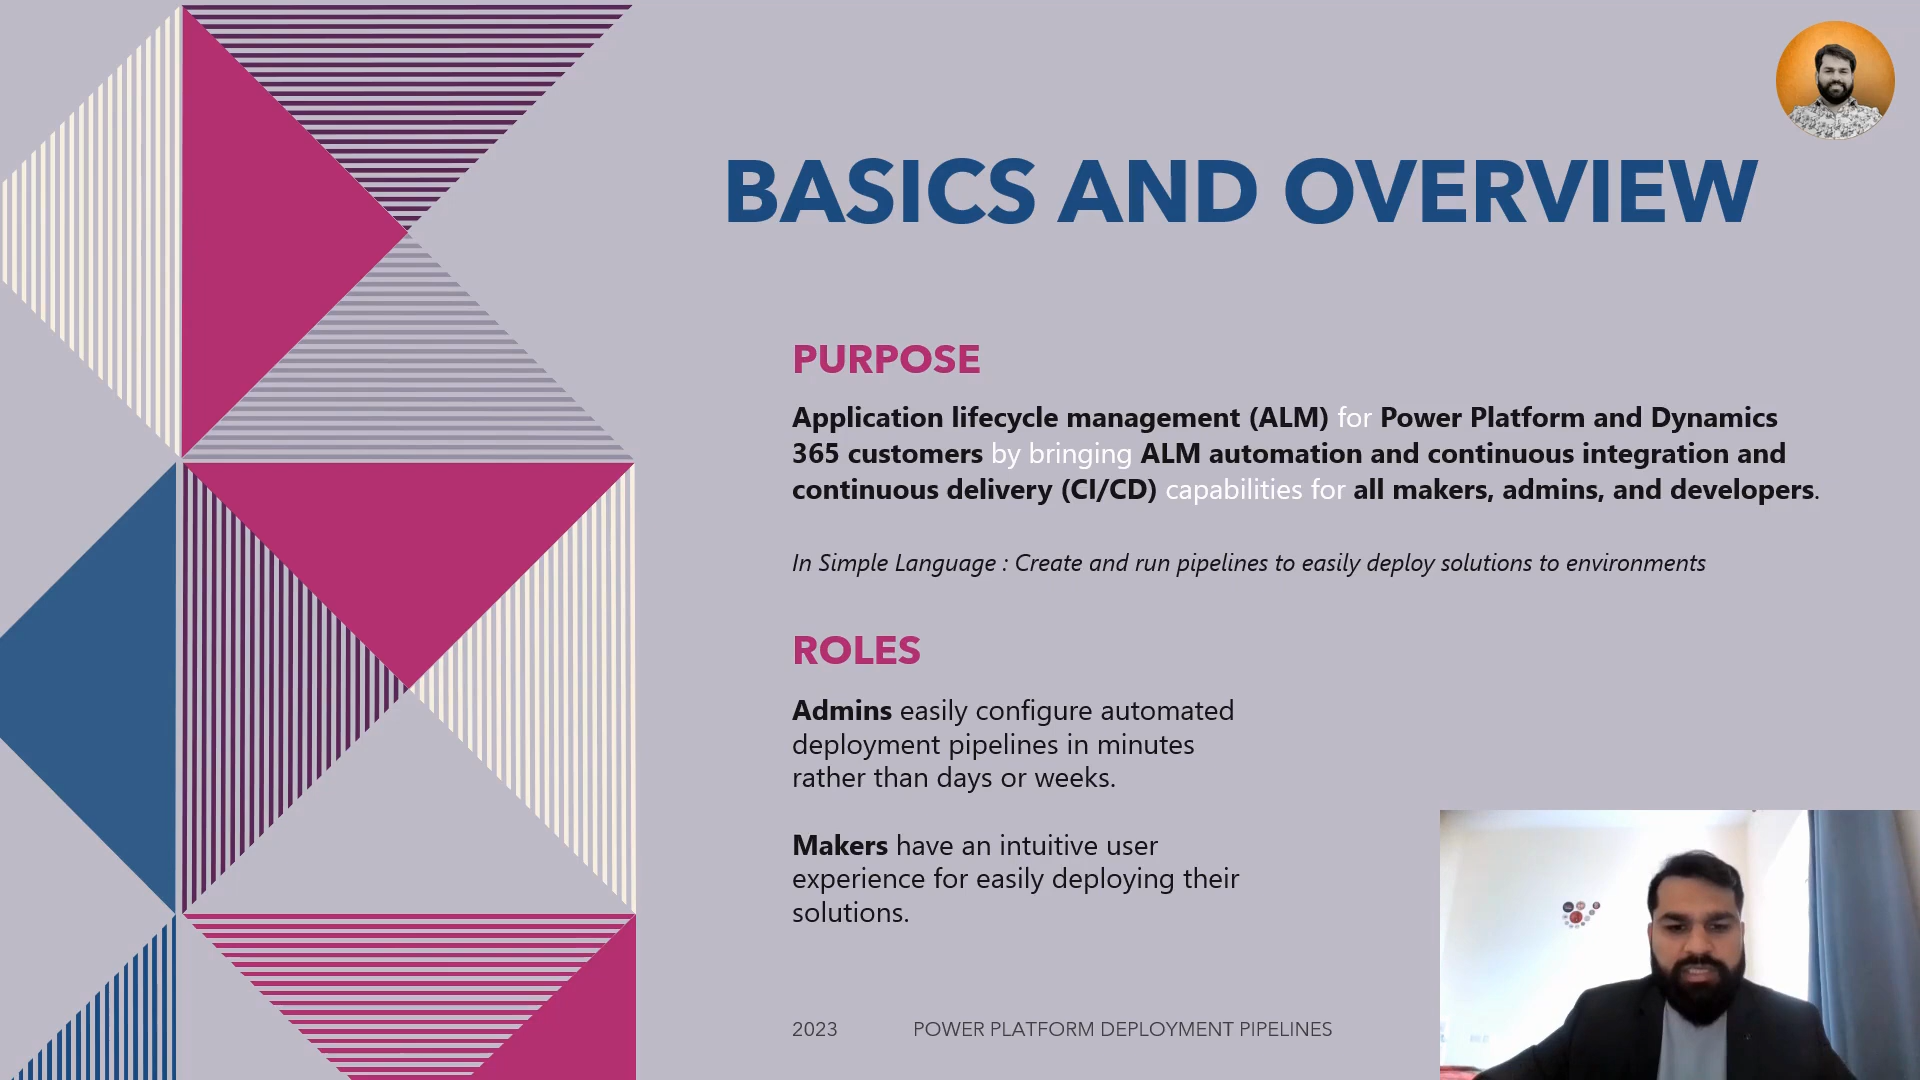 BASICS AND OVERVIEW
PURPOSE
Application lifecycle management (ALM) for Power Platform and Dynamics
365 customers by bringing ALM automation and continuous integration and
continuous delivery (CI/CD) capabilities for all makers, admins, and developers.
In Simple Language : Create and run pipelines to easily deploy solutions to environments
ROLES
Admins easily configure automated
deployment pipelines in minutes
rather than days or weeks.
Makers have an intuitive user
experience for easily deploying their
solutions.
2023 POWER PLATFORM DEPLOYMENT PIPELINES